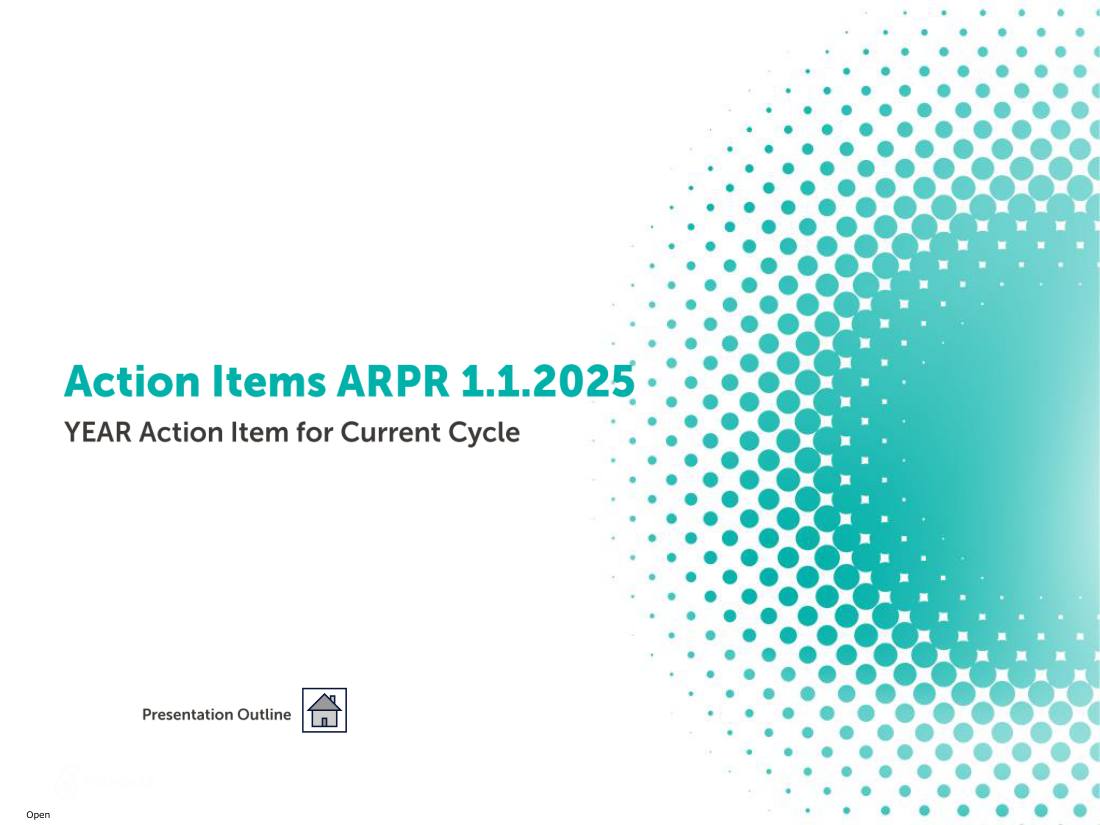 Action Items ARPR 1.1.2025
YEAR Action Item for Current Cycle
Presentation Outline
Open